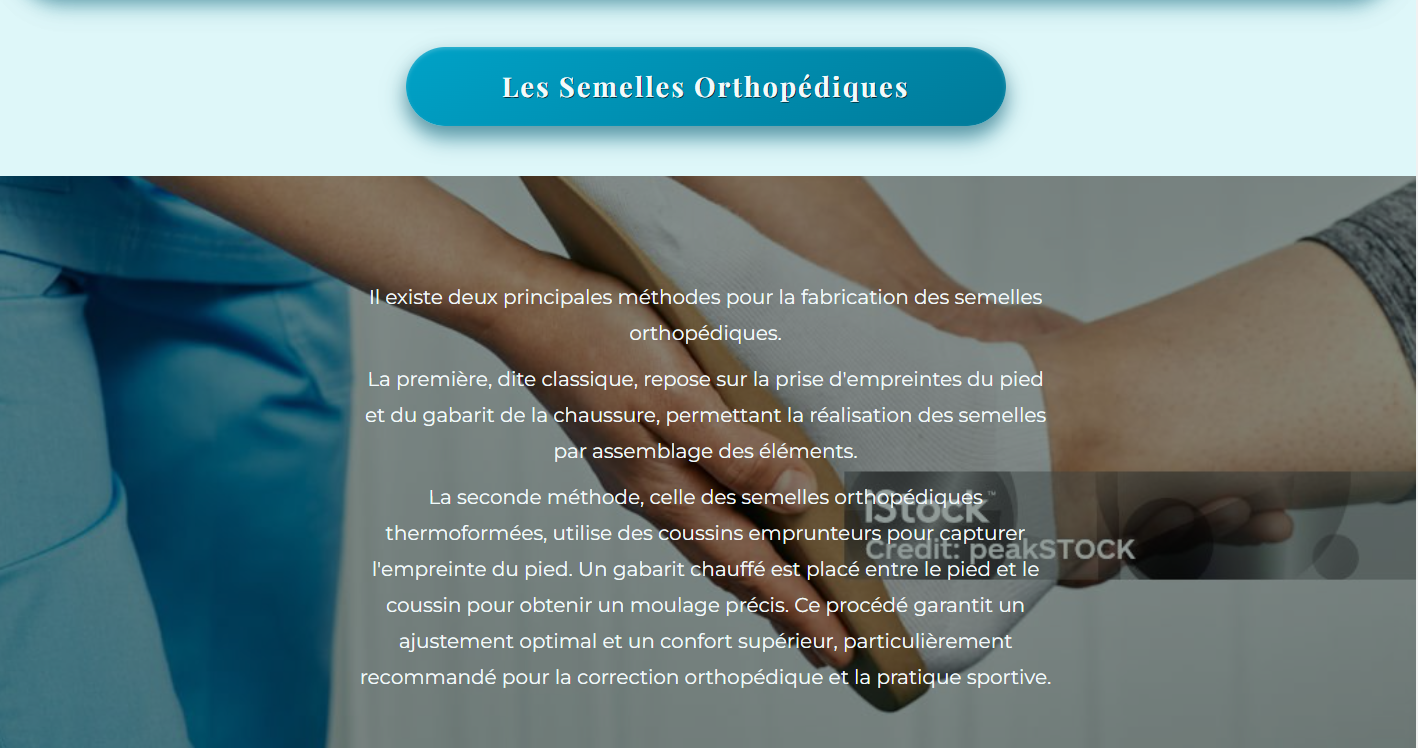 Les Semelles Orthopédiques
Il existe deux principales méthodes pour la fabrication des semelles
orthopédiques.
La première, dite classique, repose sur la prise d'empreintes du pied
et du gabarit de la chaussure, permettant la réalisation des semelles
par assemblage des éléments.
La seconde méthode, celle des semelles orthopédiques
iStock™
thermoformées, utilise des coussins emprunteurs pour capturer
Credit: peakSTOCK
l'empreinte du pied. Un gabarit chauffé est placé entre le pied et le
coussin pour obtenir un moulage précis. Ce procédé garantit un
ajustement optimal et un confort supérieur, particulièrement
recommandé pour la correction orthopédique et la pratique sportive.